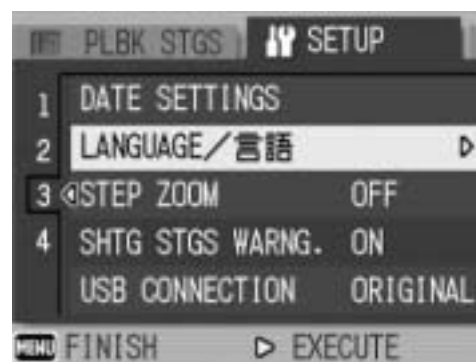 PLBK STGS SETUP
1 DATE SETTINGS
2 LANGUAGE/言語
3 STEP ZOOM OFF
4 SHTG STGS WARNG. ON
USB CONNECTION ORIGINAL
MENU FINISH EXECUTE